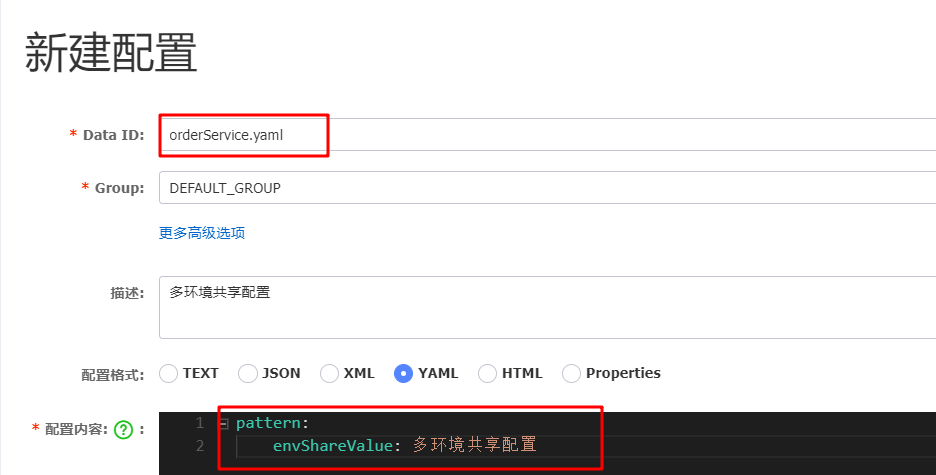 新建配置
* Data ID: orderService.yaml
* Group: DEFAULT_GROUP
更多高级选项
描述: 多环境共享配置
配置格式: TEXT JSON XML YAML HTML Properties
* 配置内容: ? : 1 pattern:
2 envShareValue: 多环境共享配置